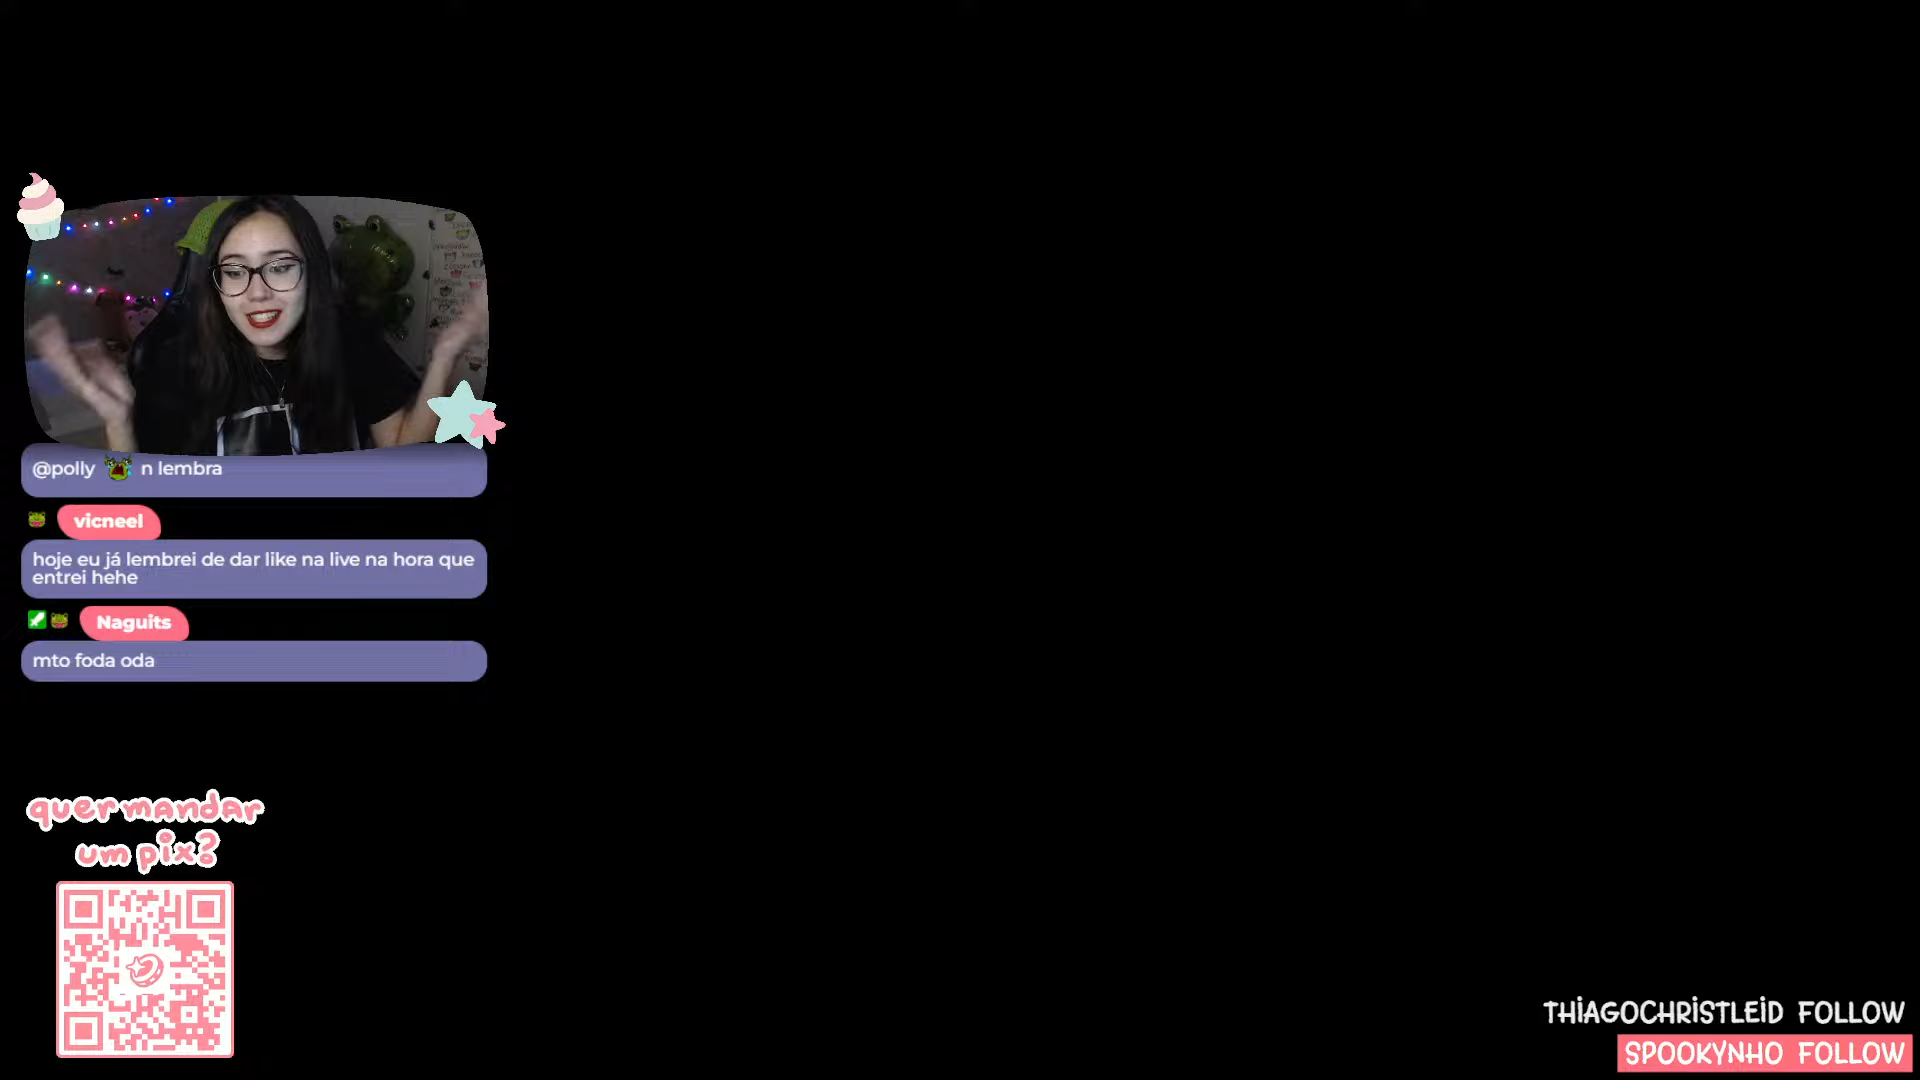 @polly n lembra
vicneel
hoje eu já lembrei de dar like na live na hora que
entrei hehe
Naguits
mto foda oda
quer mandar
um pix?
THIAGOCHRISTLEID FOLLOW
SPOOKYNHO FOLLOW